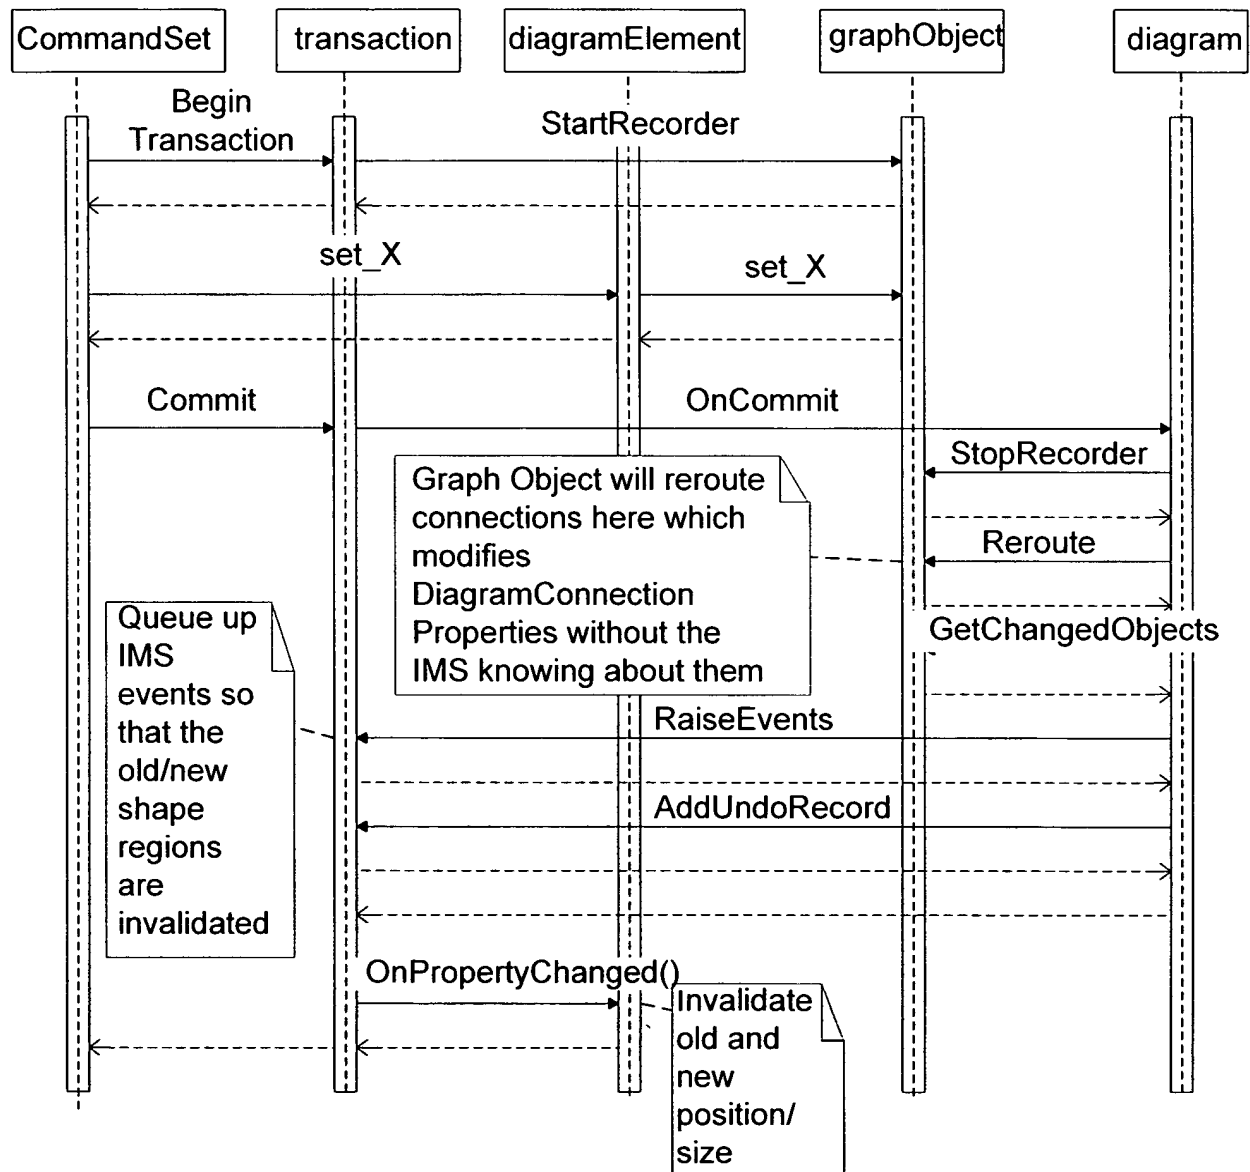 CommandSet
transaction
diagramElement
graphObject
diagram
Begin
Transaction
StartRecorder
set_X
set_X
Commit
OnCommit
StopRecorder
Graph Object will reroute
connections here which
modifies
DiagramConnection
Properties without the
IMS knowing about them
Reroute
GetChangedObjects
Queue up
IMS
events so
that the
old/new
shape
regions
are
invalidated
RaiseEvents
AddUndoRecord
OnPropertyChanged()
Invalidate
old and
new
position/
size